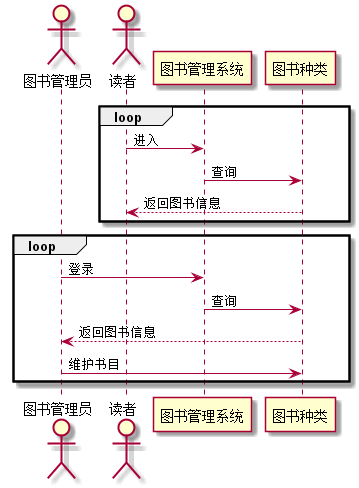 图书管理员 读者 图书管理系统 图书种类
loop
进入
查询
返回图书信息
loop
登录
查询
返回图书信息
维护书目
图书管理员 读者 图书管理系统 图书种类